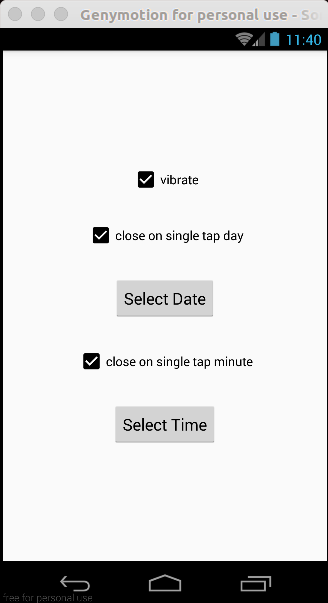 Genymotion for personal use - So
11:40
vibrate
close on single tap day
Select Date
close on single tap minute
Select Time
free for personal use